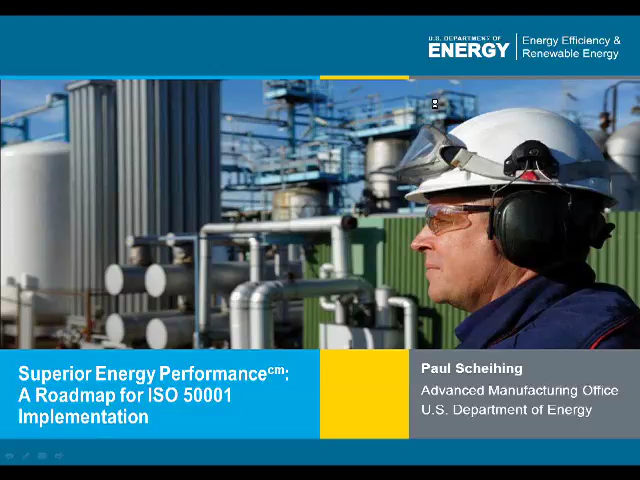 U.S. DEPARTMENT OF
ENERGY
Energy Efficiency &
Renewable Energy
Superior Energy Performancecm:
A Roadmap for ISO 50001
Implementation
Paul Scheihing
Advanced Manufacturing Office
U.S. Department of Energy